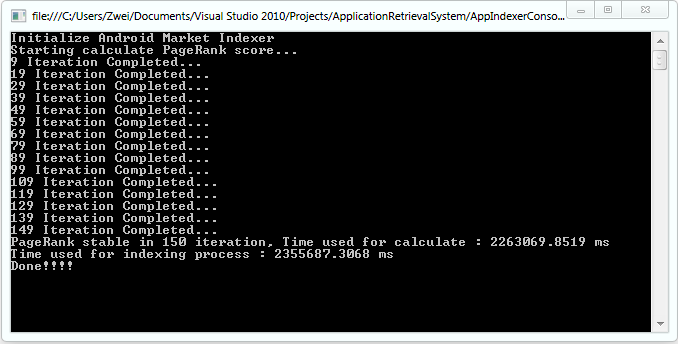 file:///C:/Users/Zwei/Documents/Visual Studio 2010/Projects/ApplicationRetrievalSystem/AppIndexerConso...
Initialize Android Market Indexer
Starting calculate PageRank score...
9 Iteration Completed...
19 Iteration Completed...
29 Iteration Completed...
39 Iteration Completed...
49 Iteration Completed...
59 Iteration Completed...
69 Iteration Completed...
79 Iteration Completed...
89 Iteration Completed...
99 Iteration Completed...
109 Iteration Completed...
119 Iteration Completed...
129 Iteration Completed...
139 Iteration Completed...
149 Iteration Completed...
PageRank stable in 150 iteration, Time used for calculate : 2263069.8519 ms
Time used for indexing process : 2355687.3068 ms
Done!!!!